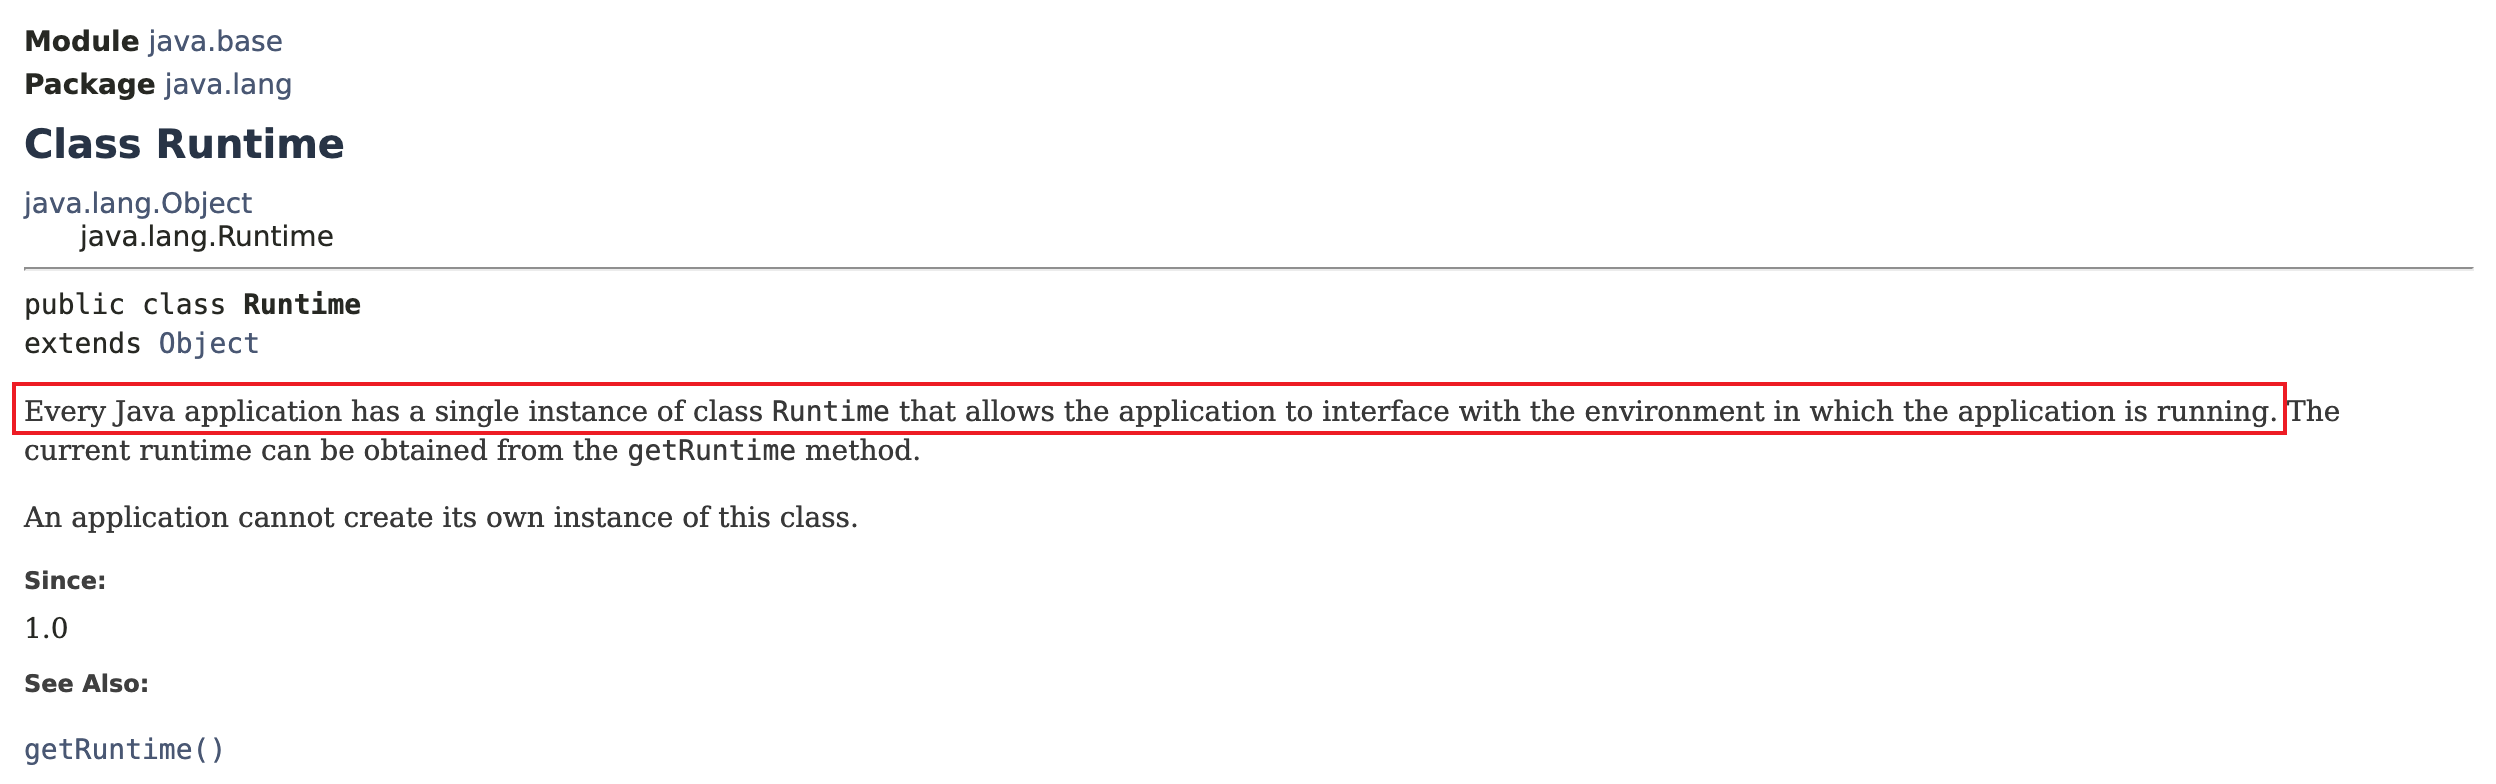 Module java.base
Package java.lang
Class Runtime
java.lang.Object
java.lang.Runtime
public class Runtime
extends Object
Every Java application has a single instance of class Runtime that allows the application to interface with the environment in which the application is running. The
current runtime can be obtained from the getRuntime method.
An application cannot create its own instance of this class.
Since:
1.0
See Also:
getRuntime()